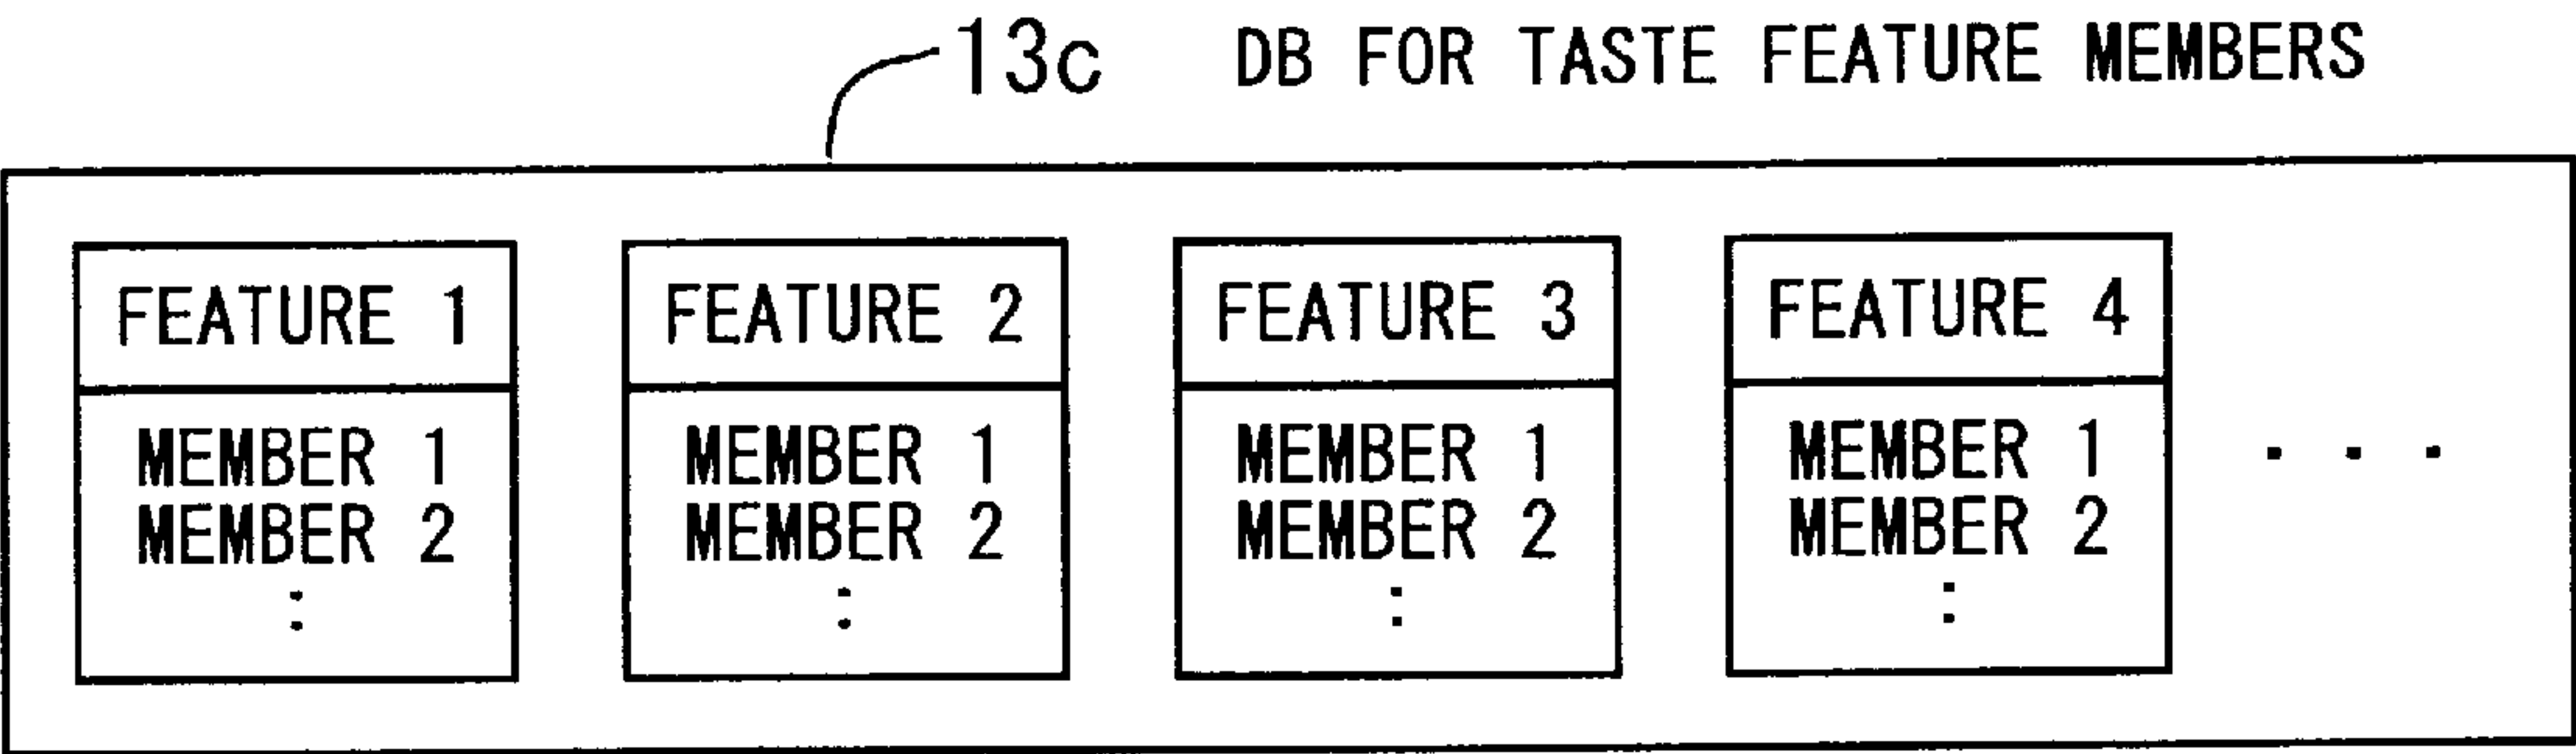 13c DB FOR TASTE FEATURE MEMBERS
FEATURE 1
MEMBER 1
MEMBER 2
:
FEATURE 2
MEMBER 1
MEMBER 2
:
FEATURE 3
MEMBER 1
MEMBER 2
:
FEATURE 4
MEMBER 1
MEMBER 2
:
. . .